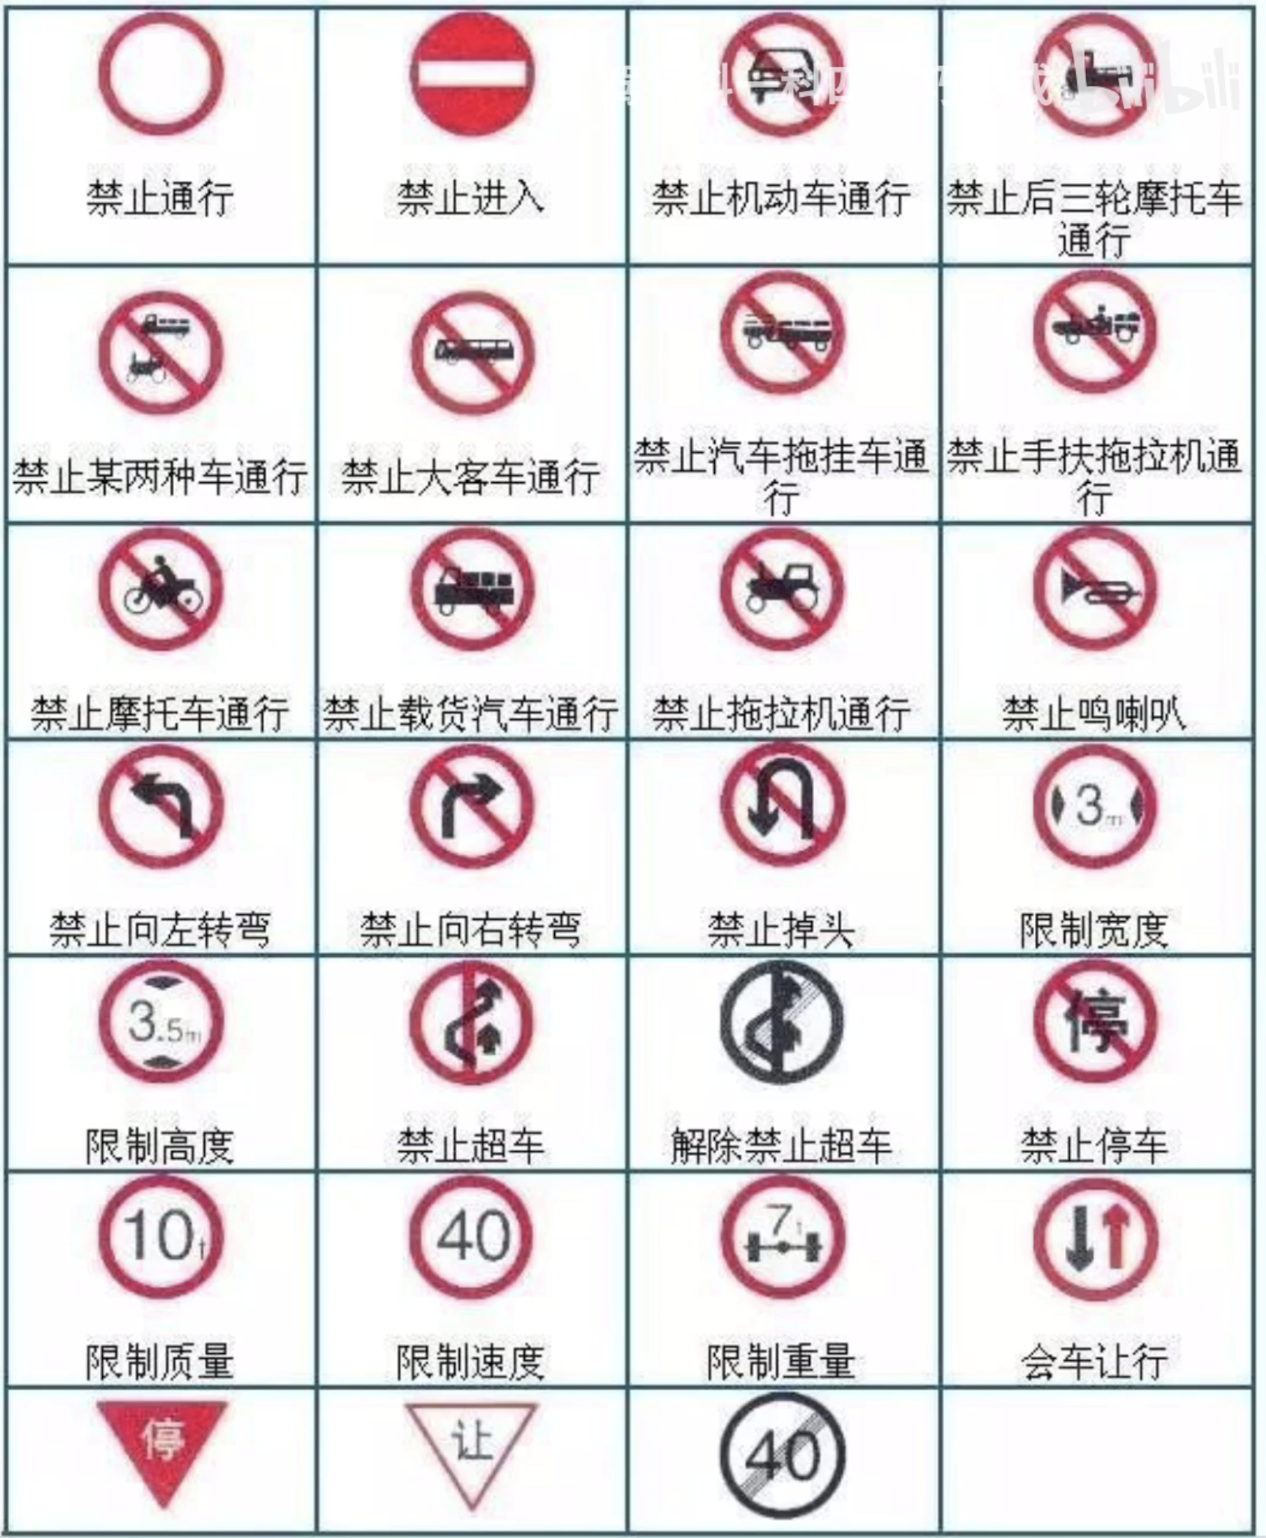 bilibili
禁止通行
禁止进入
禁止机动车通行
禁止后三轮摩托车
通行
禁止某两种车通行
禁止大客车通行
禁止汽车拖挂车通
行
禁止手扶拖拉机通
行
禁止摩托车通行
禁止载货汽车通行
禁止拖拉机通行
禁止鸣喇叭
3m
禁止向左转弯
禁止向右转弯
禁止掉头
限制宽度
3.5m
停
限制高度
禁止超车
解除禁止超车
禁止停车
10t
40
7t
限制质量
限制速度
限制重量
会车让行
停
让
40